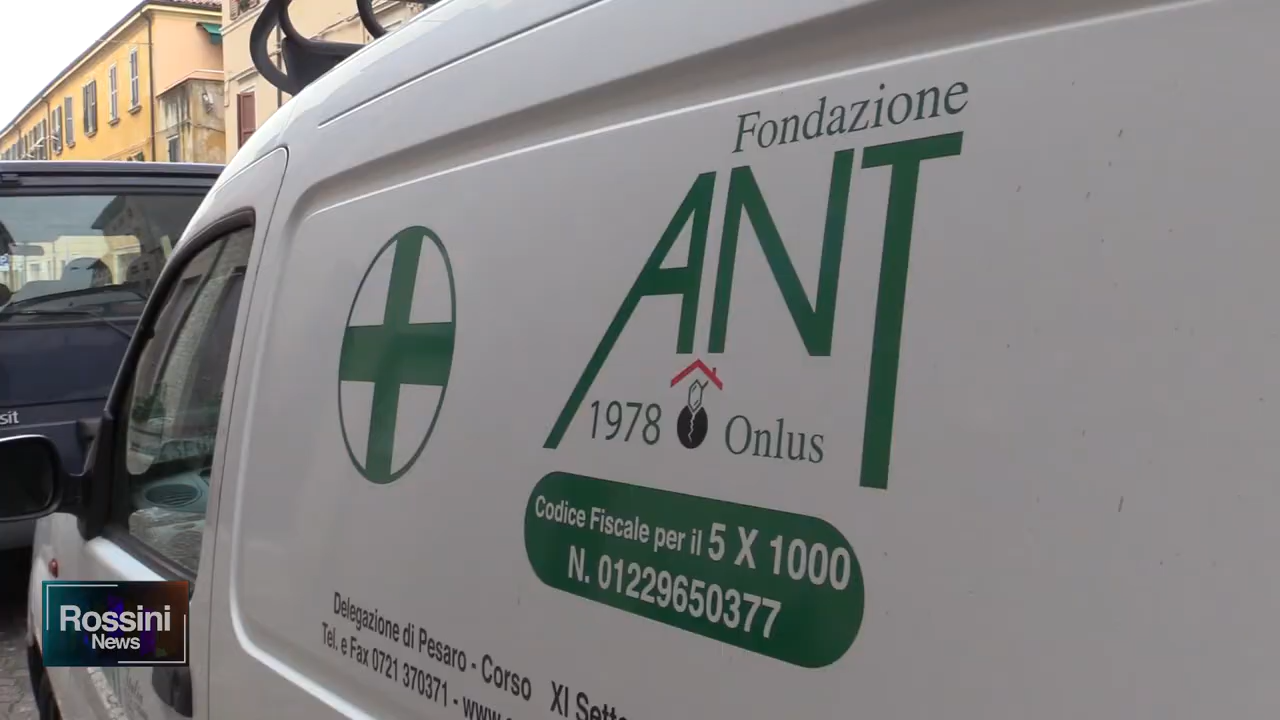 Fondazione
ANT
1978 Onlus
Codice Fiscale per il 5 X 1000
N. 01229650377
Delegazione di Pesaro - Corso XI
Tel. e Fax 0721 370371 - www.
sit
Rossini
News